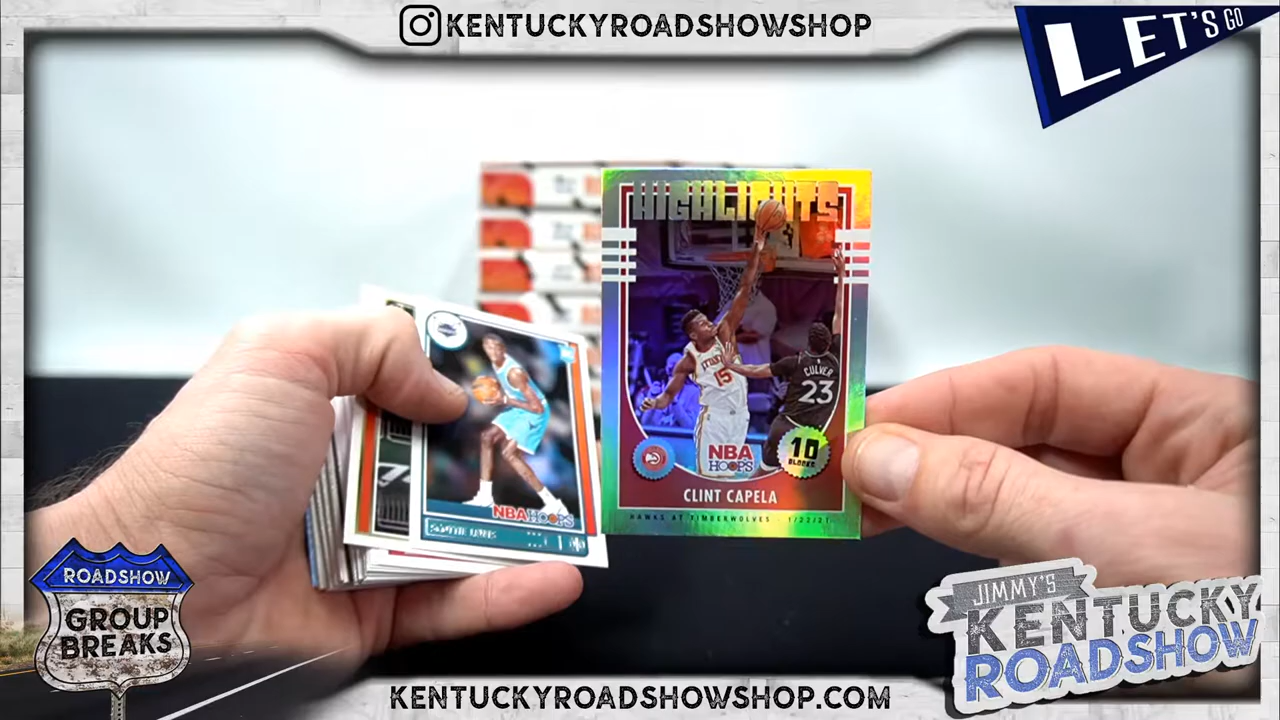 KENTUCKYROADSHOWSHOP
LET'S GO
HIGHLIGHTS
CULVER
23
15
10
BLOCKS
NBA
HOOPS
CLINT CAPELA
HAWKS AT TIMBERWOLVES 1/22/21
NBA HOOPS
ROADSHOW
GROUP
BREAKS
JIMMY'S
KENTUCKY
ROADSHOW
KENTUCKYROADSHOWSHOP.COM